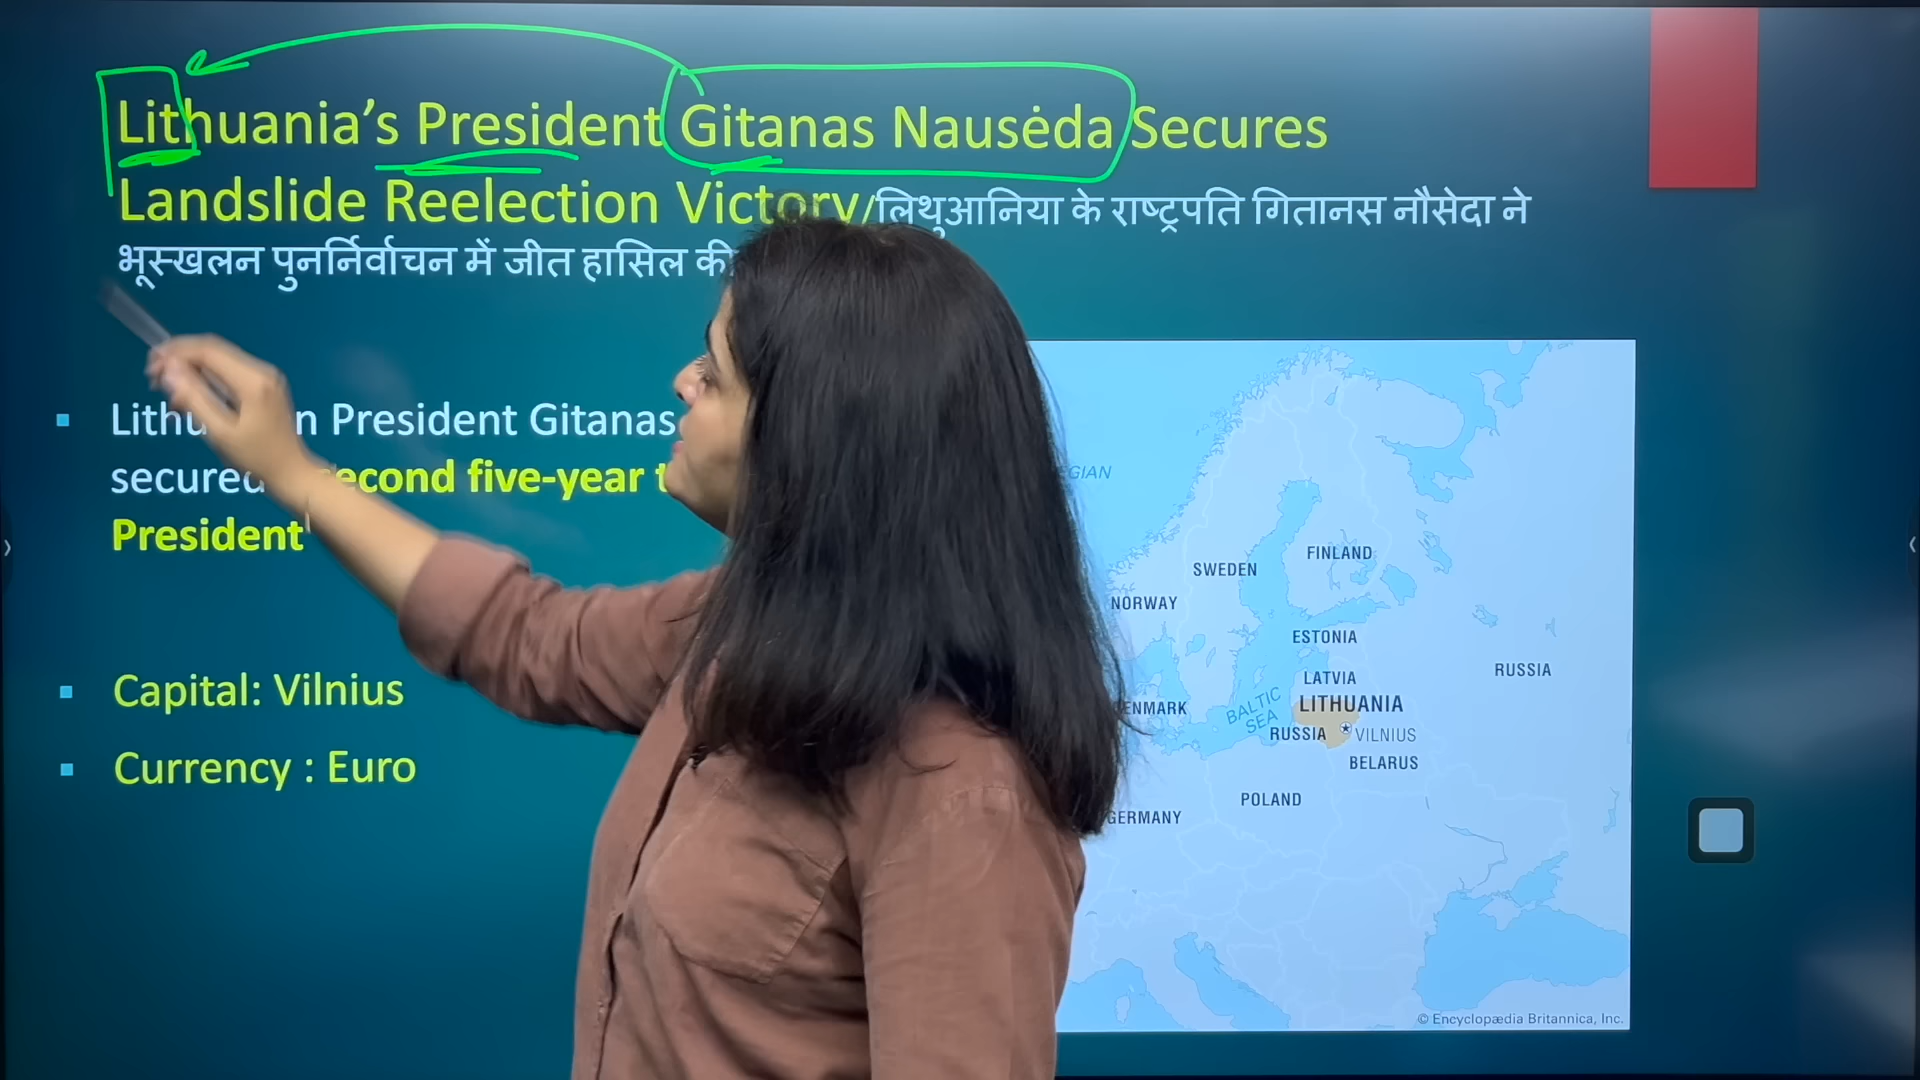 Lithuania's President Gitanas Nausėda Secures
Landslide Reelection Victory/लिथुआनिया के राष्ट्रपति गितानस नौसेदा ने
भूस्खलन पुनर्निर्वाचन में जीत हासिल की
President Gitanas
secured five-year
President
Capital: Vilnius
Currency : Euro
FINLAND
SWEDEN
NORWAY
ESTONIA
RUSSIA
LATVIA
LITHUANIA
BALTIC
SEA
RUSSIA
VILNIUS
BELARUS
POLAND
GERMANY
© Encyclopædia Britannica, Inc.